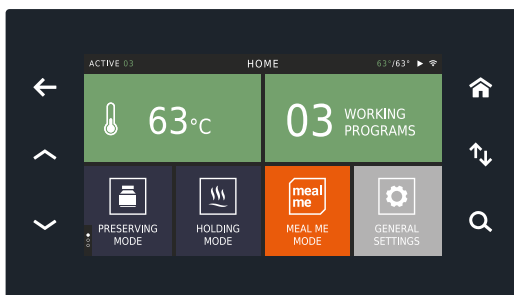 ACTIVE 03 HOME 63°/63°
63°C
03 WORKING
PROGRAMS
meal
me
PRESERVING
MODE
HOLDING
MODE
MEAL ME
MODE
GENERAL
SETTINGS